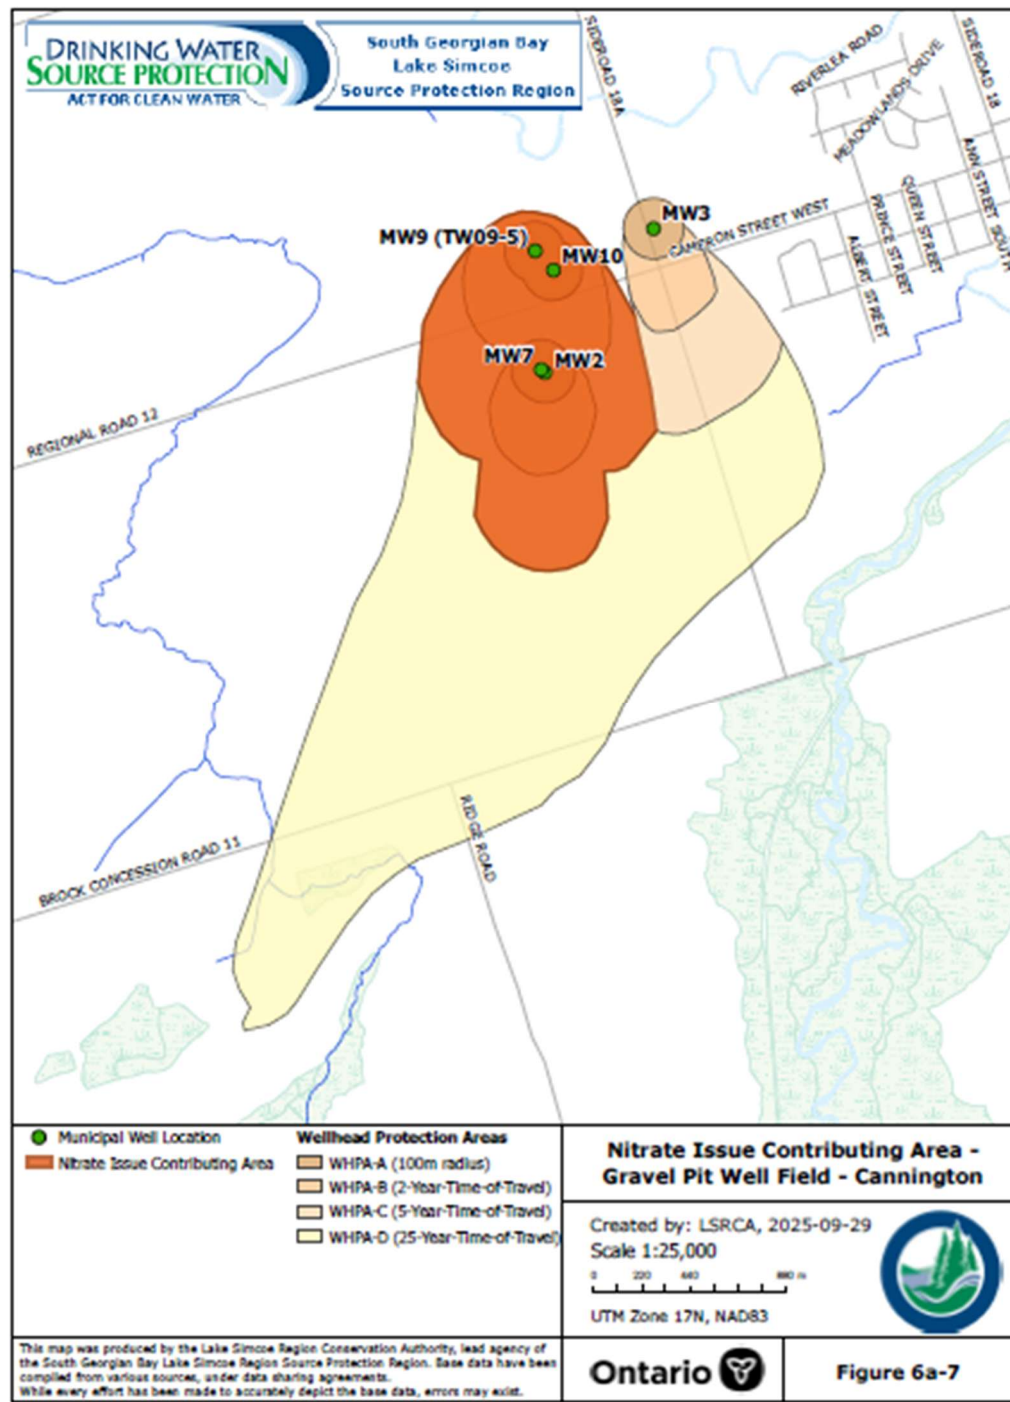 DRINKING WATER
SOURCE PROTECTION
ACT FOR CLEAN WATER
South Georgian Bay
Lake Simcoe
Source Protection Region
SIDEROAD 18A
RIVERLEA ROAD
MEADOWLANDS DRIVE
SIDEROAD 18
ANN STREET SOUTH
QUEEN STREET
PRINCE STREET
ALBERT STREET
CAMERON STREET WEST
MW3
MW9 (TW09-5)
MW10
MW7
MW2
REGIONAL ROAD 12
BROCK CONCESSION ROAD 11
RIDGE ROAD
Municipal Well Location
Nitrate Issue Contributing Area
Wellhead Protection Areas
WHPA-A (100m radius)
WHPA-B (2-Year-Time-of-Travel)
WHPA-C (5-Year-Time-of-Travel)
WHPA-D (25-Year-Time-of-Travel)
Nitrate Issue Contributing Area -
Gravel Pit Well Field - Cannington
Created by: LSRCA, 2025-09-29
Scale 1:25,000
0 220 440 880 m
UTM Zone 17N, NAD83
This map was produced by the Lake Simcoe Region Conservation Authority, lead agency of
the South Georgian Bay Lake Simcoe Region Source Protection Region. Base data have been
compiled from various sources, under data sharing agreements.
While every effort has been made to accurately depict the base data, errors may exist.
Ontario
Figure 6a-7